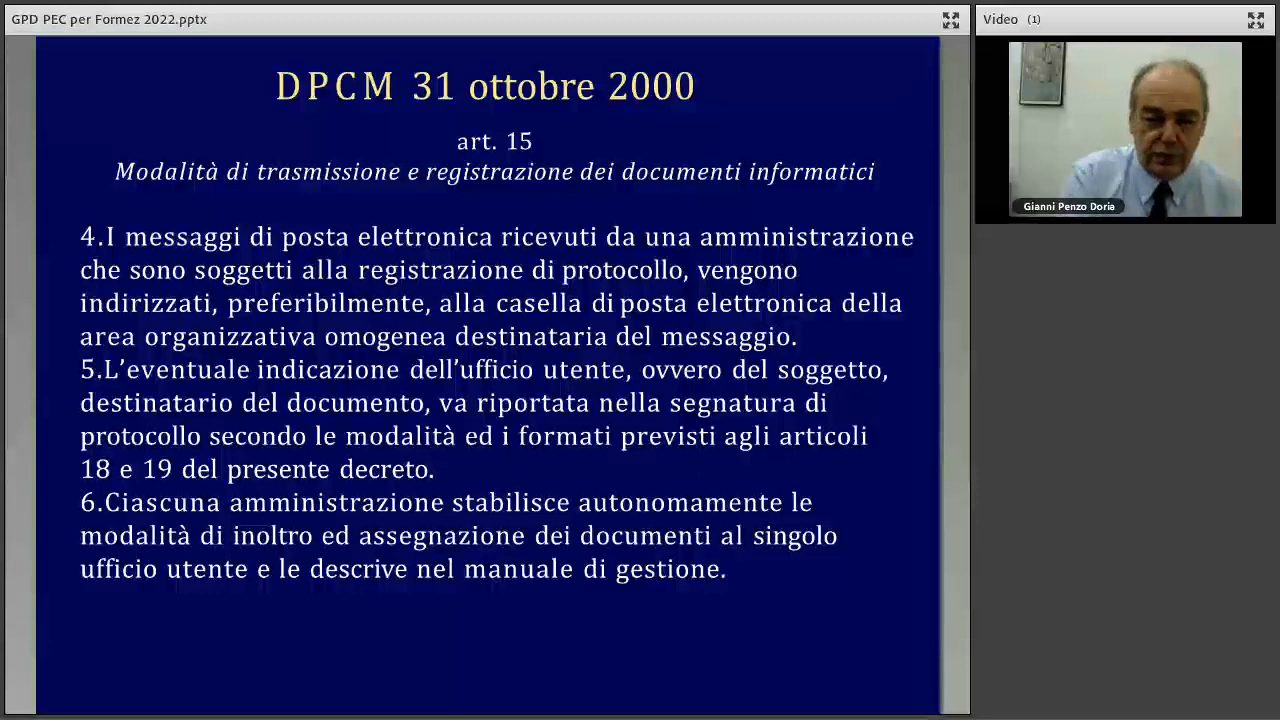 GPD PEC per Formez 2022.pptx
Video (1)
DPCM 31 ottobre 2000
art. 15
Modalità di trasmissione e registrazione dei documenti informatici
4.I messaggi di posta elettronica ricevuti da una amministrazione
che sono soggetti alla registrazione di protocollo, vengono
indirizzati, preferibilmente, alla casella di posta elettronica della
area organizzativa omogenea destinataria del messaggio.
5.L’eventuale indicazione dell’ufficio utente, ovvero del soggetto,
destinatario del documento, va riportata nella segnatura di
protocollo secondo le modalità ed i formati previsti agli articoli
18 e 19 del presente decreto.
6.Ciascuna amministrazione stabilisce autonomamente le
modalità di inoltro ed assegnazione dei documenti al singolo
ufficio utente e le descrive nel manuale di gestione.
Gianni Penzo Doria